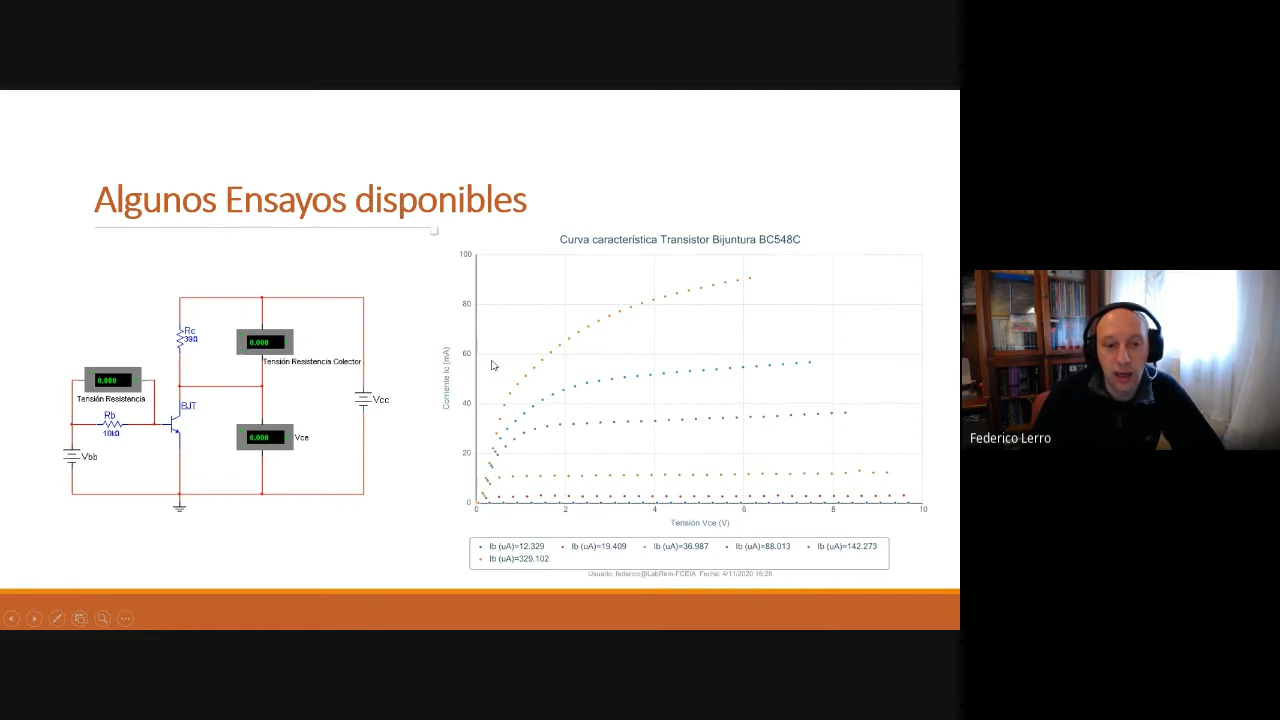 Algunos Ensayos disponibles
Rc
39Ω
0.000
Tensión Resistencia Colector
0.000
Tensión Resistencia
Rb
10kΩ
BJT
Vbb
0.000
Vce
Vcc
Curva característica Transistor Bijuntura BC548C
Corriente Ic (mA)
100
80
60
40
20
0
0 2 4 6 8 10
Tensión Vce (V)
Ib (uA)=12.329 Ib (uA)=19.409 Ib (uA)=36.987 Ib (uA)=88.013 Ib (uA)=142.273
Ib (uA)=329.102
Usuario: federico@LabRem-FCEIA Fecha: 4/11/2020 16:25
Federico Lerro